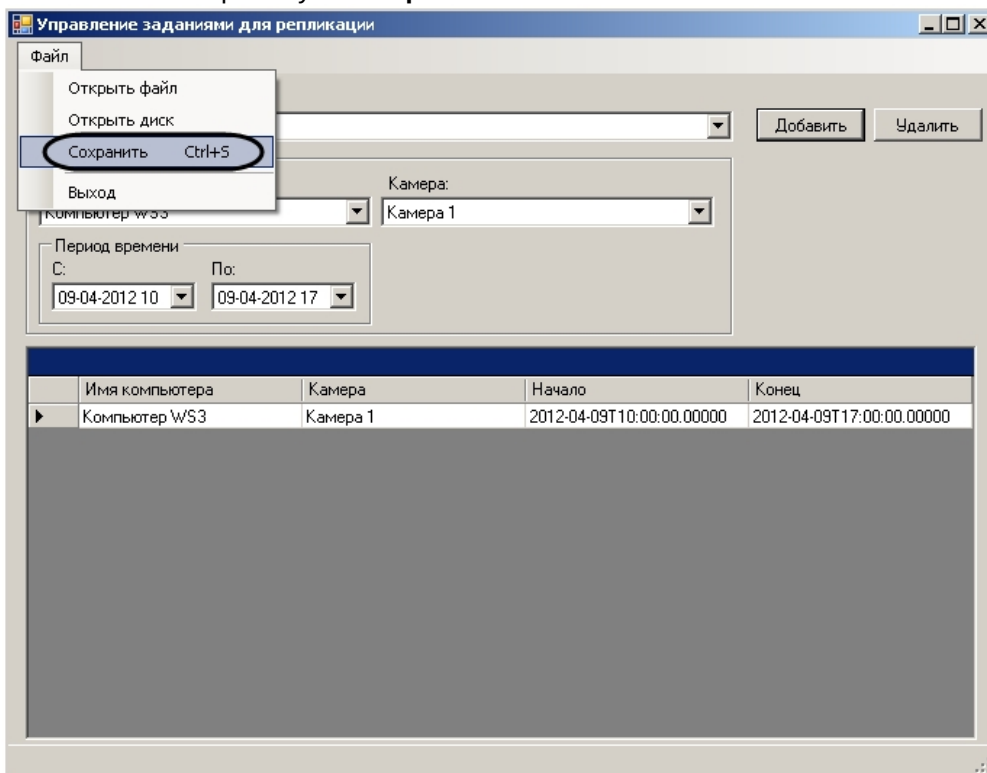 Управление заданиями для репликации
Файл
Открыть файл
Открыть диск
Добавить Удалить
Сохранить Ctrl+S
Выход
Камера:
Компьютер WS3 Камера 1
Период времени
С: По:
09-04-2012 10 09-04-2012 17
Имя компьютера Камера Начало Конец
Компьютер WS3 Камера 1 2012-04-09T10:00:00.00000 2012-04-09T17:00:00.00000